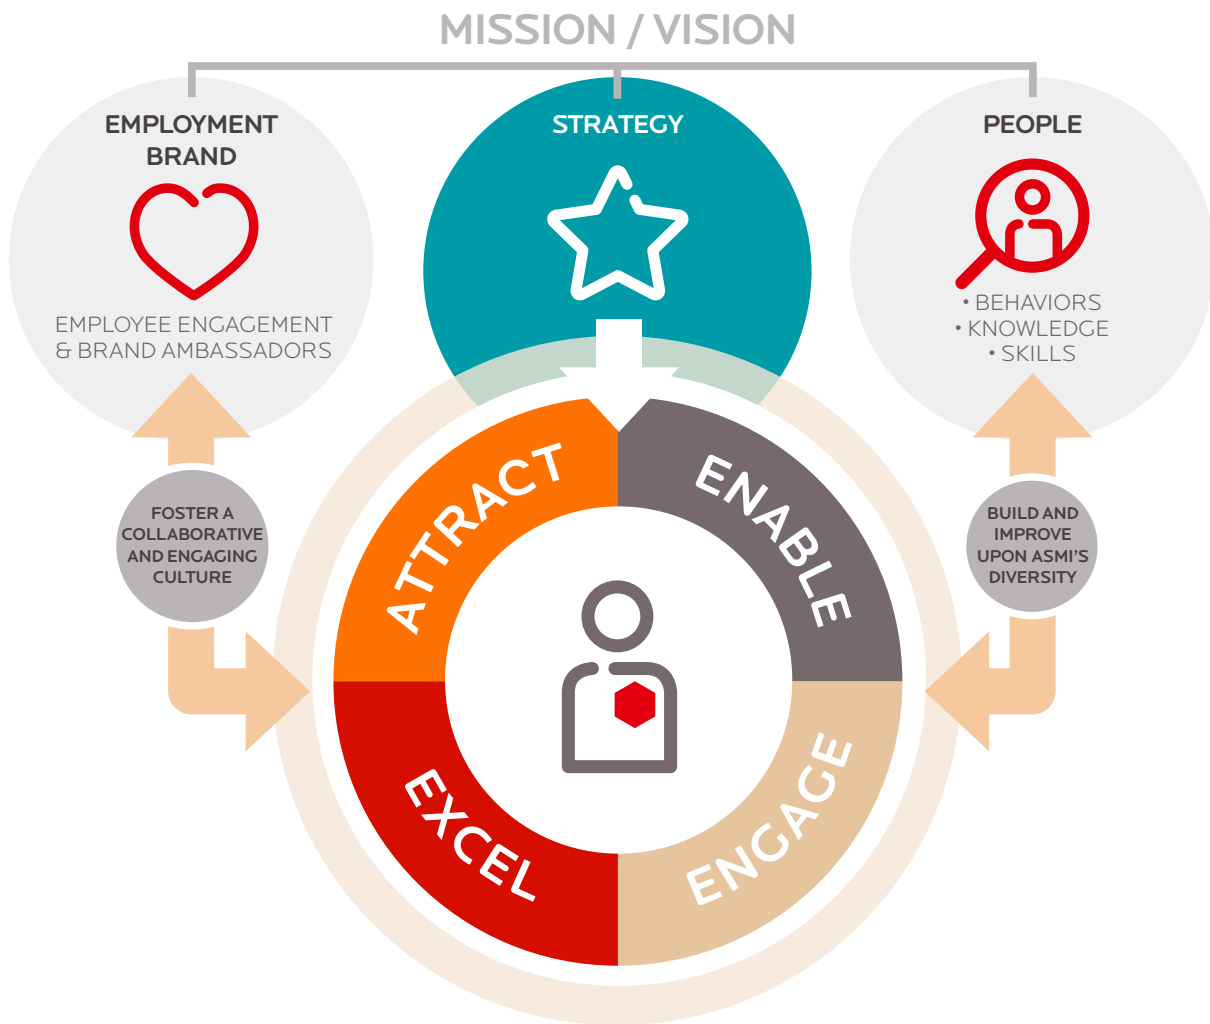 MISSION / VISION
EMPLOYMENT
BRAND
EMPLOYEE ENGAGEMENT
& BRAND AMBASSADORS
STRATEGY
PEOPLE
• BEHAVIORS
• KNOWLEDGE
• SKILLS
FOSTER A
COLLABORATIVE
AND ENGAGING
CULTURE
BUILD AND
IMPROVE
UPON ASMI'S
DIVERSITY
ATTRACT
ENABLE
EXCEL
ENGAGE